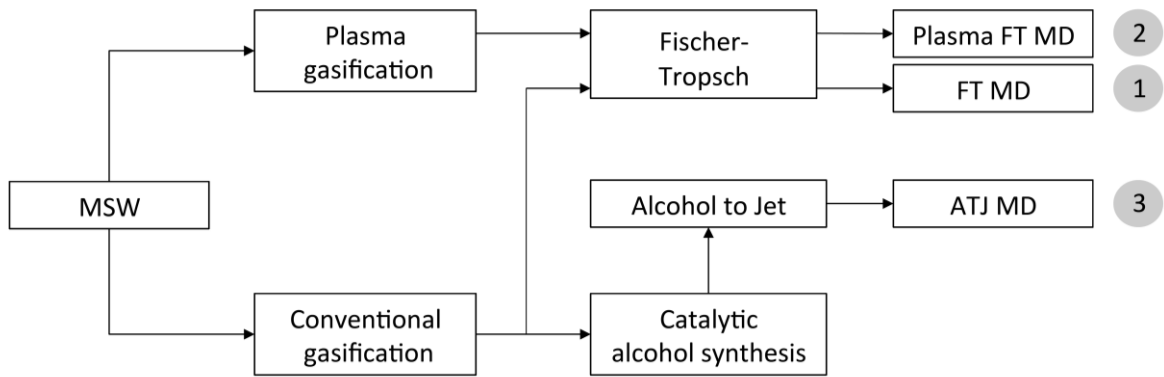 Plasma
gasification
Fischer-
Tropsch
Plasma FT MD
2
FT MD
1
MSW
Alcohol to Jet
ATJ MD
3
Conventional
gasification
Catalytic
alcohol synthesis